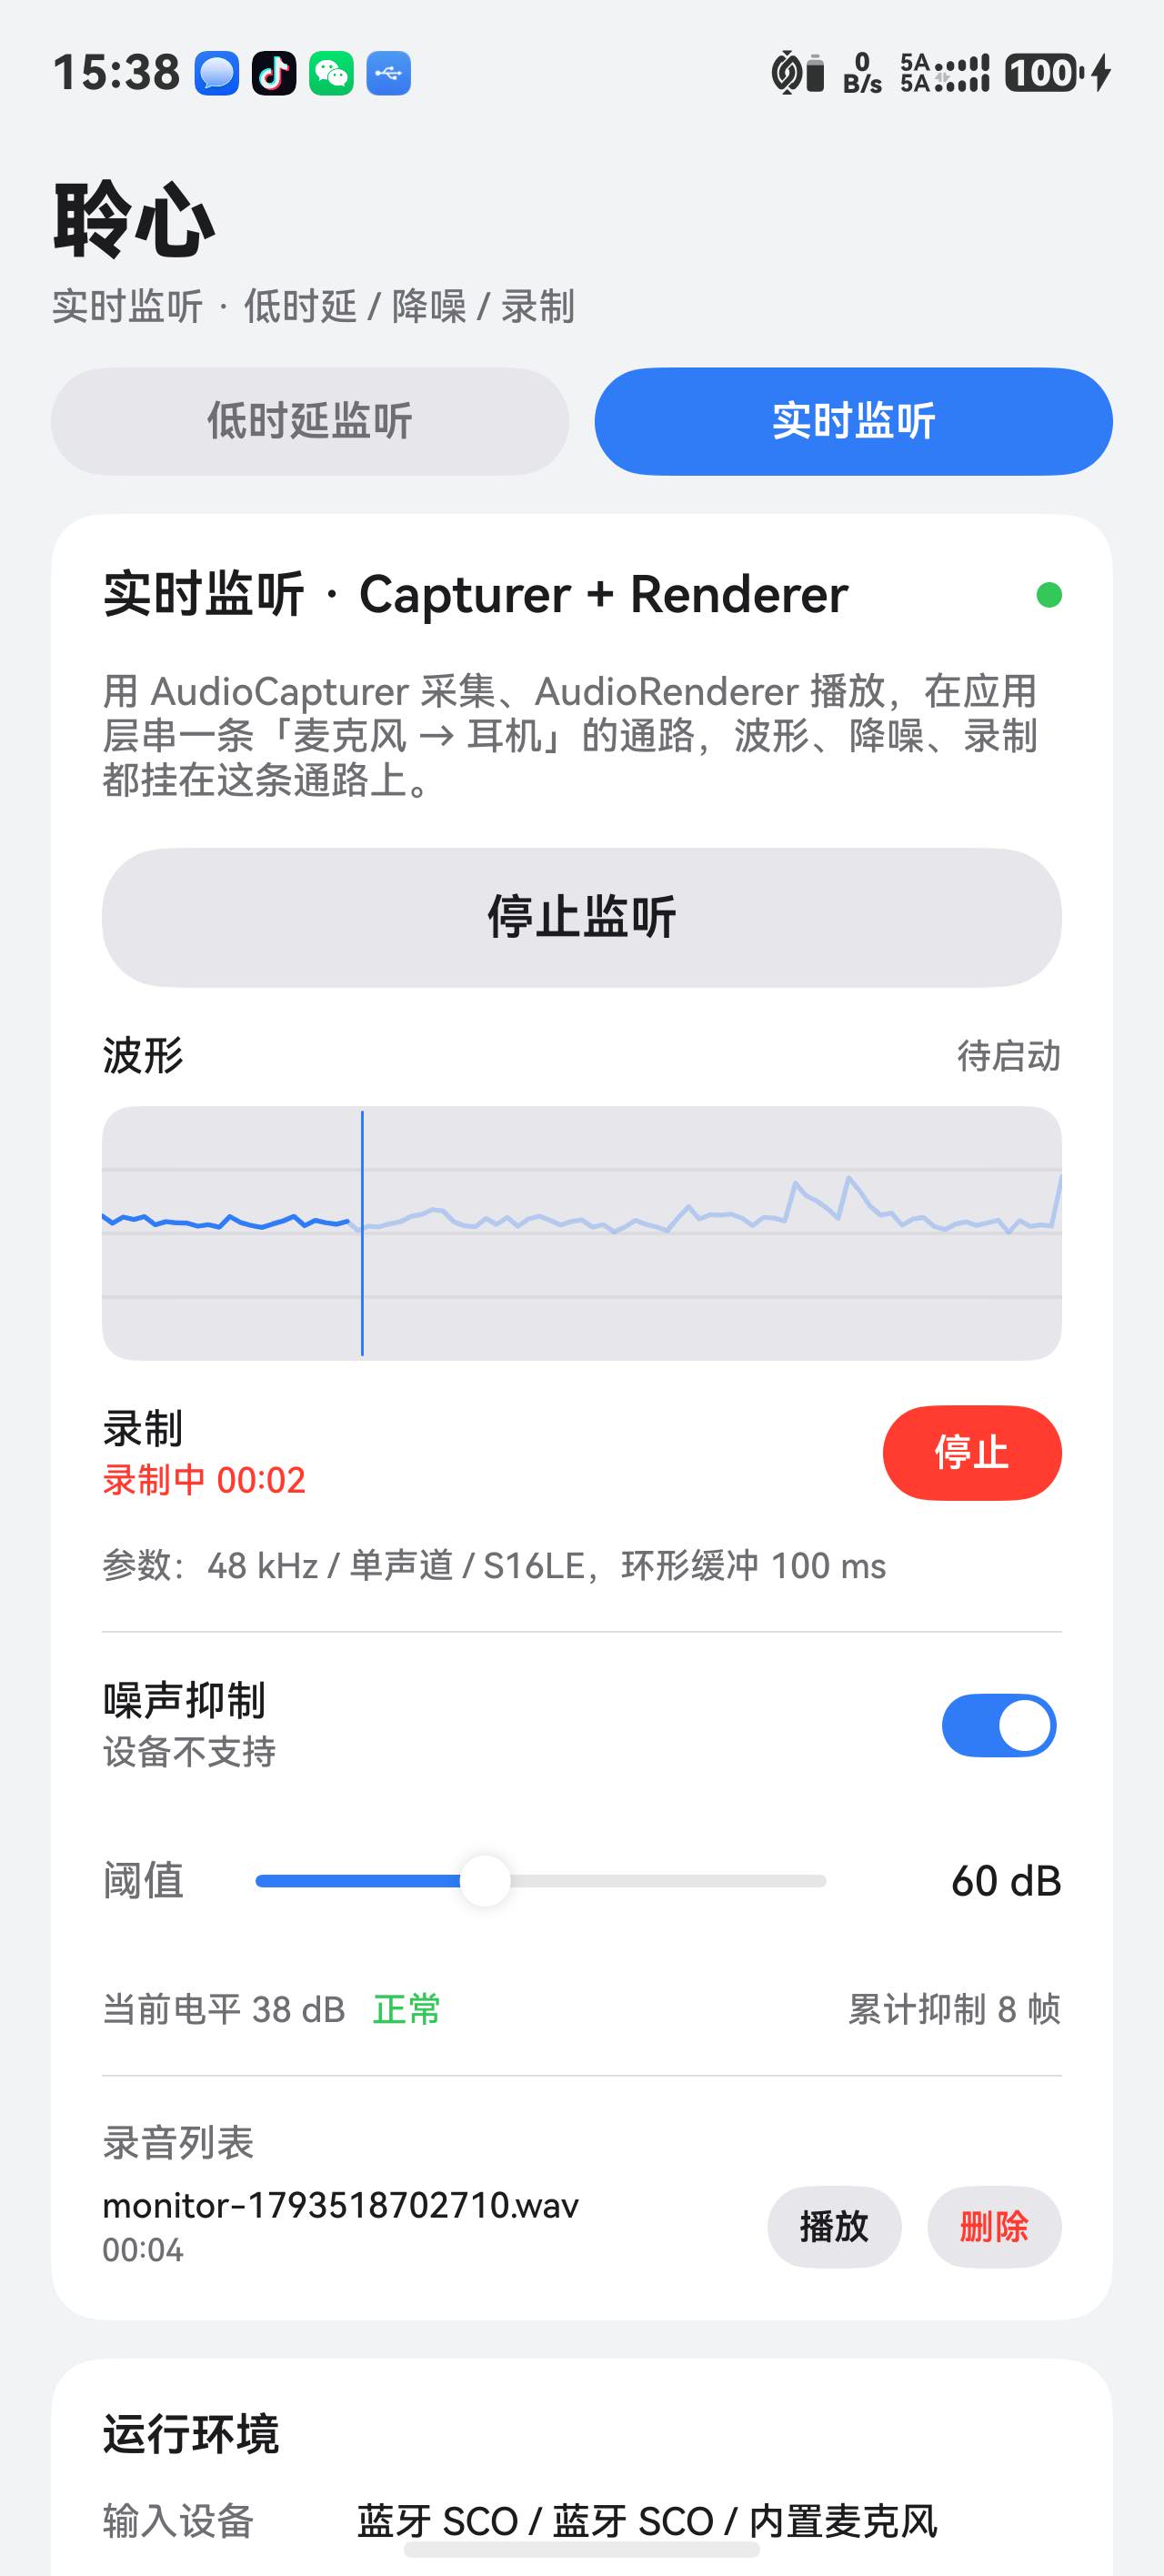 15:38
0
B/s
5A
5A
100
聆心
实时监听 · 低时延 / 降噪 / 录制
低时延监听
实时监听
实时监听 · Capturer + Renderer
用 AudioCapturer 采集、AudioRenderer 播放，在应用
层串一条「麦克风 → 耳机」的通路，波形、降噪、录制
都挂在这条通路上。
停止监听
波形
待启动
录制
录制中 00:02
停止
参数：48 kHz / 单声道 / S16LE，环形缓冲 100 ms
噪声抑制
设备不支持
阈值
60 dB
当前电平 38 dB 正常
累计抑制 8 帧
录音列表
monitor-1793518702710.wav
00:04
播放
删除
运行环境
输入设备
蓝牙 SCO / 蓝牙 SCO / 内置麦克风